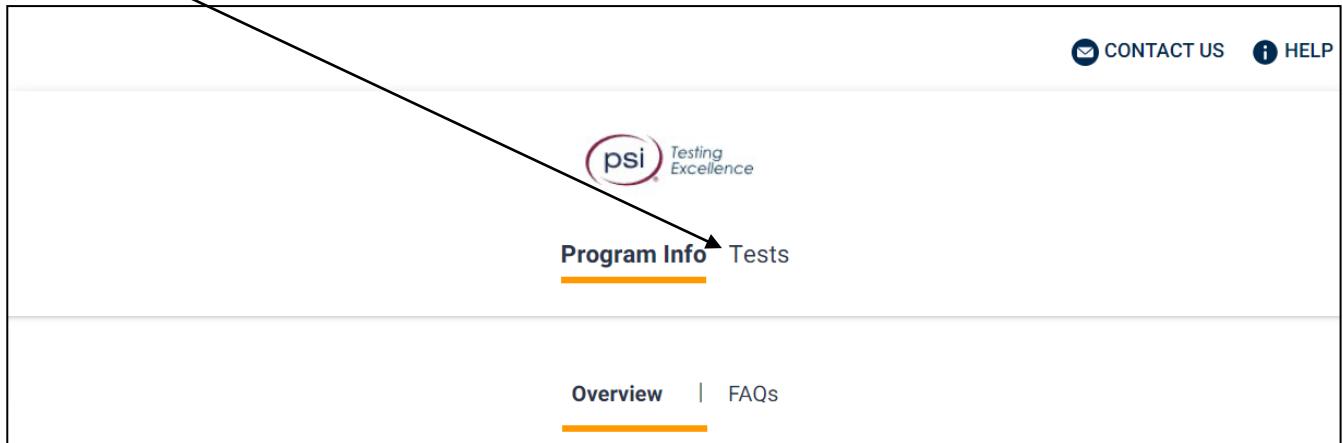 CONTACT US HELP
psi Testing
Excellence
Program Info Tests
Overview | FAQs